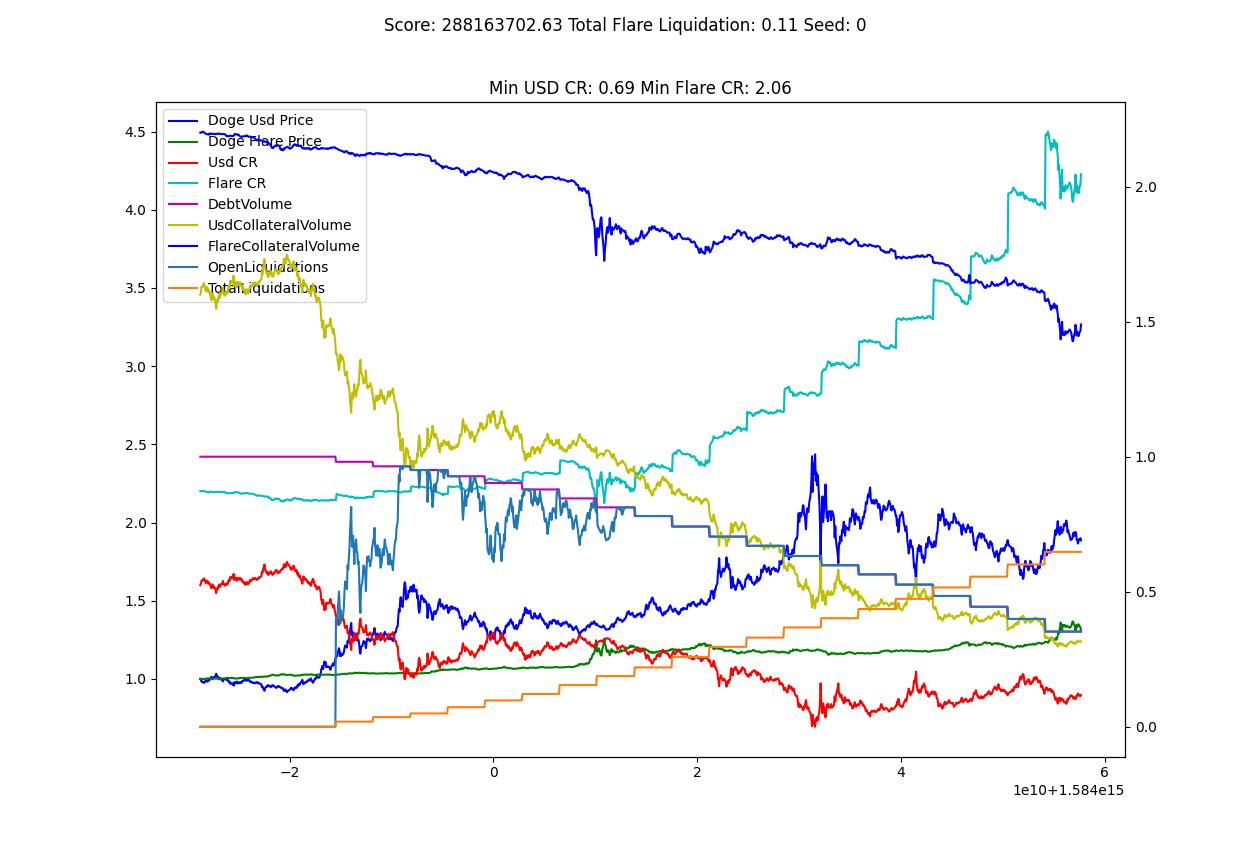 Score: 288163702.63 Total Flare Liquidation: 0.11 Seed: 0
Min USD CR: 0.69 Min Flare CR: 2.06
Doge Usd Price
Doge Flare Price
Usd CR
Flare CR
DebtVolume
UsdCollateralVolume
FlareCollateralVolume
OpenLiquidations
TotalLiquidations
4.5
4.0
3.5
3.0
2.5
2.0
1.5
1.0
2.0
1.5
1.0
0.5
0.0
−2
0
2
4
6
1e10+1.584e15